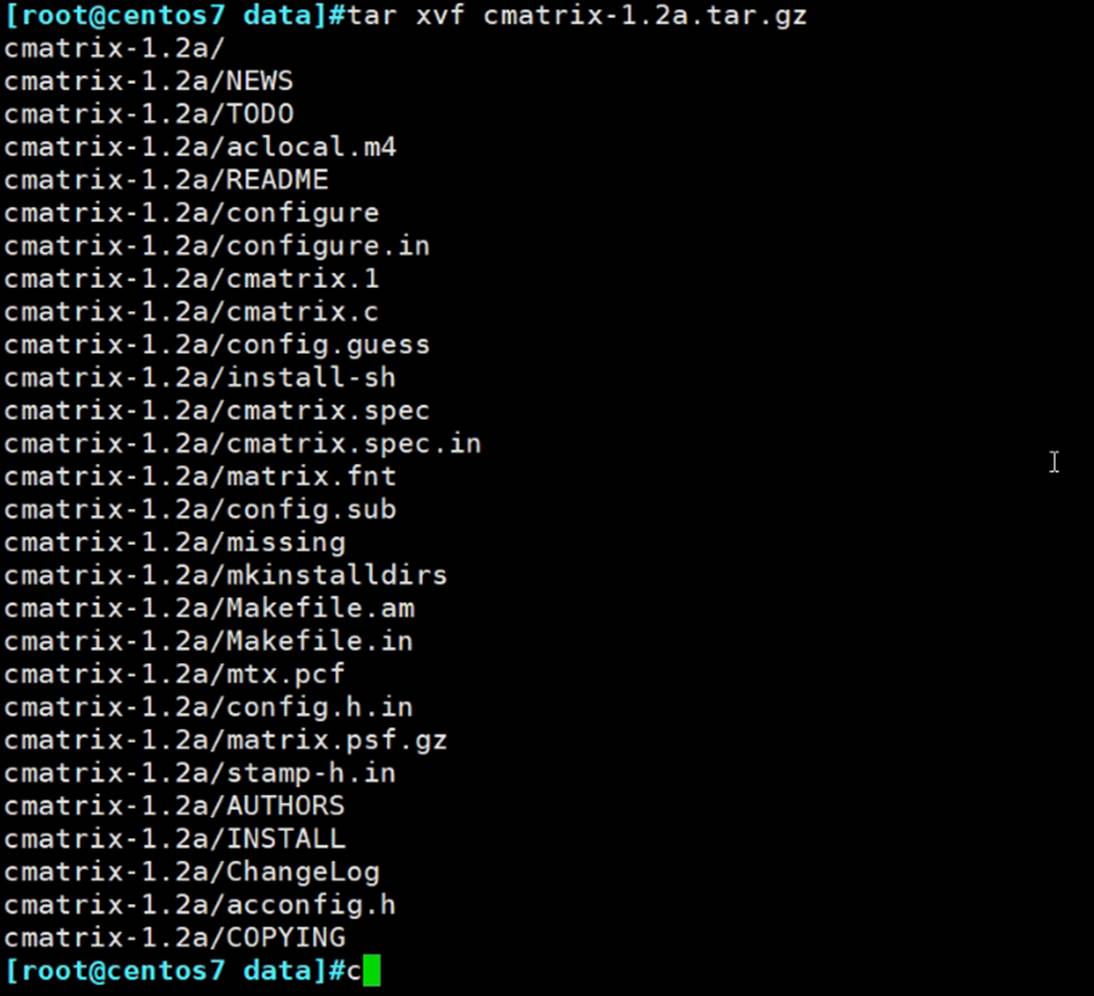 [root@centos7 data]#tar xvf cmatrix-1.2a.tar.gz
cmatrix-1.2a/
cmatrix-1.2a/NEWS
cmatrix-1.2a/TODO
cmatrix-1.2a/aclocal.m4
cmatrix-1.2a/README
cmatrix-1.2a/configure
cmatrix-1.2a/configure.in
cmatrix-1.2a/cmatrix.1
cmatrix-1.2a/cmatrix.c
cmatrix-1.2a/config.guess
cmatrix-1.2a/install-sh
cmatrix-1.2a/cmatrix.spec
cmatrix-1.2a/cmatrix.spec.in
cmatrix-1.2a/matrix.fnt
cmatrix-1.2a/config.sub
cmatrix-1.2a/missing
cmatrix-1.2a/mkinstalldirs
cmatrix-1.2a/Makefile.am
cmatrix-1.2a/Makefile.in
cmatrix-1.2a/mtx.pcf
cmatrix-1.2a/config.h.in
cmatrix-1.2a/matrix.psf.gz
cmatrix-1.2a/stamp-h.in
cmatrix-1.2a/AUTHORS
cmatrix-1.2a/INSTALL
cmatrix-1.2a/ChangeLog
cmatrix-1.2a/acconfig.h
cmatrix-1.2a/COPYING
[root@centos7 data]#c